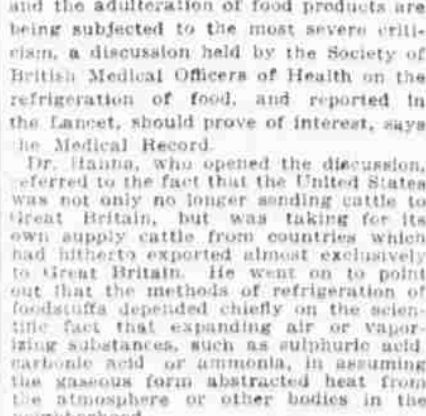 and the adulteration of food products are
being subjected to the most severe criti-
cism, a discussion held by the Society of
British Medical Officers of Health on the
refrigeration of food, and reported in
the Lancet, should prove of interest, says
the Medical Record.
Dr. Hanna, who opened the discussion,
referred to the fact that the United States
was not only no longer sending cattle to
Great Britain, but was taking for its
own supply cattle from countries which
had hitherto exported almost exclusively
to Great Britain. He went on to point
out that the methods of refrigeration of
foodstuffs depended chiefly on the scien-
tific fact that expanding air or vapor-
izing substances, such as sulphuric acid
carbonic acid or ammonia, in assuming
the gaseous form abstracted heat from
the atmosphere or other bodies in the
neighborhood